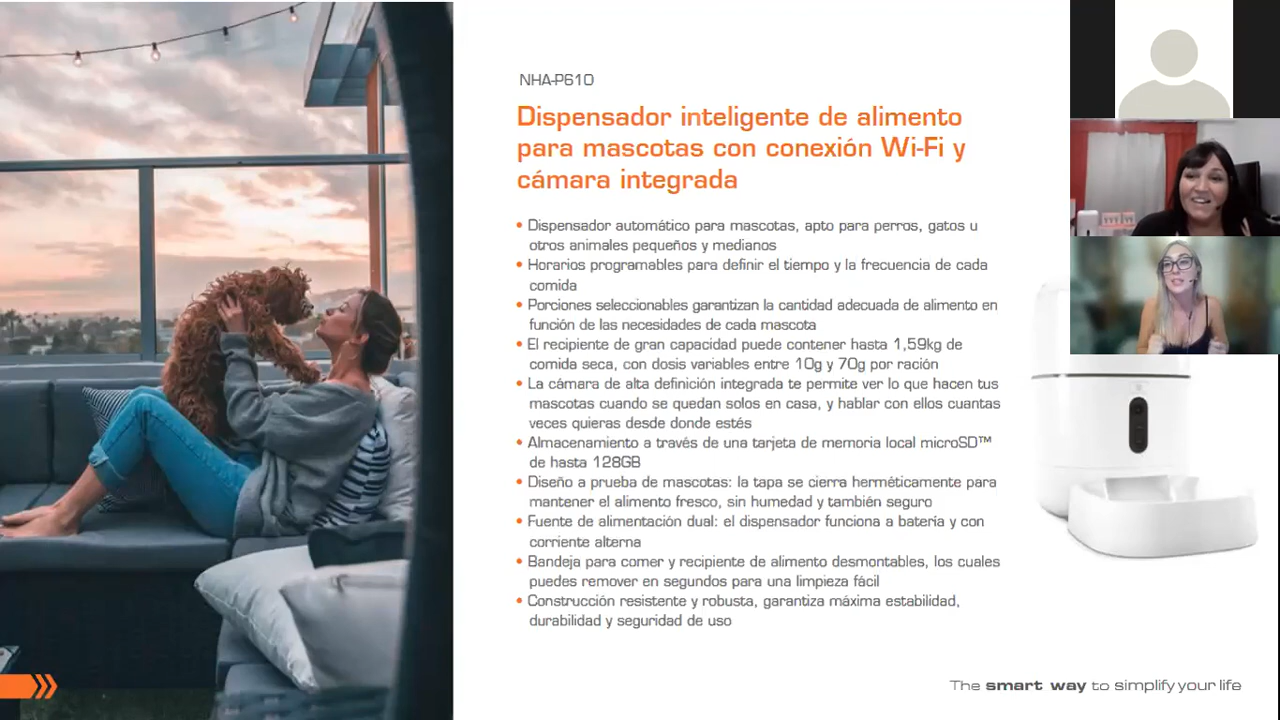 NHA-P610
Dispensador inteligente de alimento
para mascotas con conexión Wi-Fi y
cámara integrada
• Dispensador automático para mascotas, apto para perros, gatos u
otros animales pequeños y medianos
• Horarios programables para definir el tiempo y la frecuencia de cada
comida
• Porciones seleccionables garantizan la cantidad adecuada de alimento en
función de las necesidades de cada mascota
• El recipiente de gran capacidad puede contener hasta 1,59kg de
comida seca, con dosis variables entre 10g y 70g por ración
• La cámara de alta definición integrada te permite ver lo que hacen tus
mascotas cuando se quedan solos en casa, y hablar con ellos cuantas
veces quieras desde donde estés
• Almacenamiento a través de una tarjeta de memoria local microSD™
de hasta 128GB
• Diseño a prueba de mascotas: la tapa se cierra herméticamente para
mantener el alimento fresco, sin humedad y también seguro
• Fuente de alimentación dual: el dispensador funciona a batería y con
corriente alterna
• Bandeja para comer y recipiente de alimento desmontables, los cuales
puedes remover en segundos para una limpieza fácil
• Construcción resistente y robusta, garantiza máxima estabilidad,
durabilidad y seguridad de uso
The smart way to simplify your life